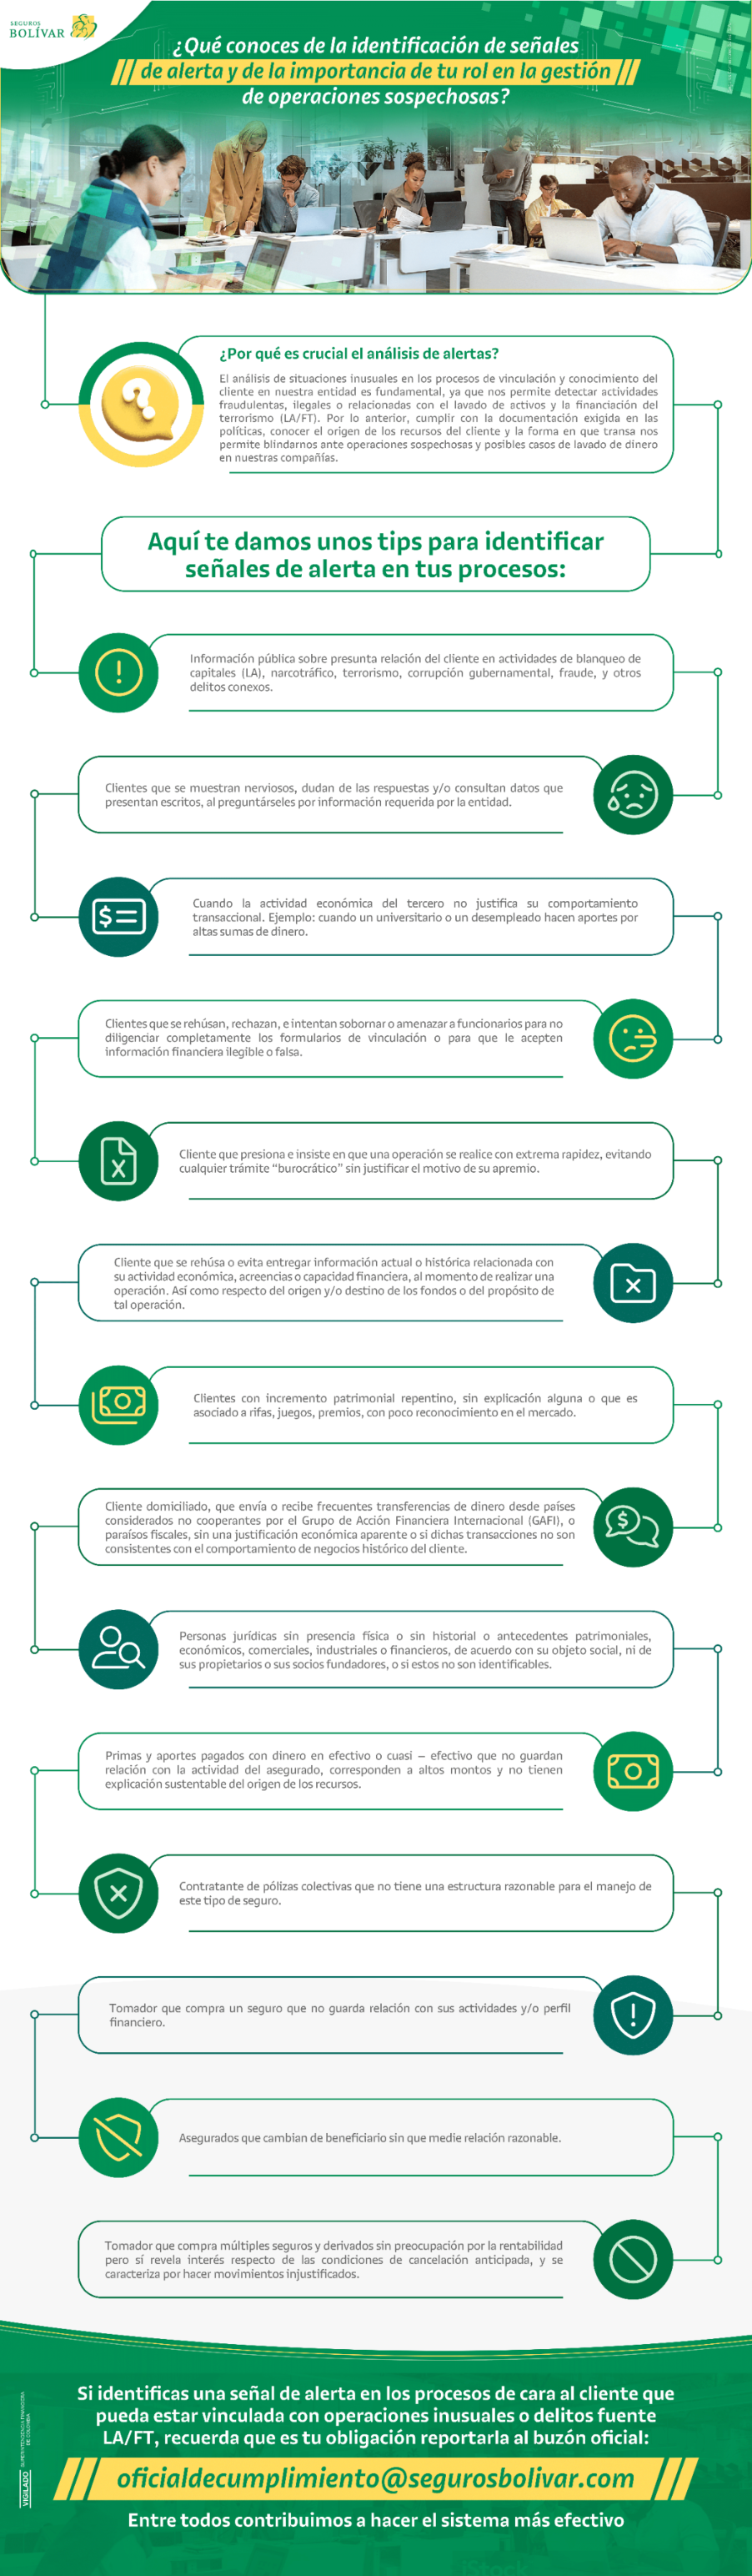 SEGUROS
BOLÍVAR
¿Qué conoces de la identificación de señales
de alerta y de la importancia de tu rol en la gestión
de operaciones sospechosas?
¿Por qué es crucial el análisis de alertas?
El análisis de situaciones inusuales en los procesos de vinculación y conocimiento del
cliente en nuestra entidad es fundamental, ya que nos permite detectar actividades
fraudulentas, ilegales o relacionadas con el lavado de activos y la financiación del
terrorismo (LA/FT). Por lo anterior, cumplir con la documentación exigida en las
políticas, conocer el origen de los recursos del cliente y la forma en que transa nos
permite blindarnos ante operaciones sospechosas y posibles casos de lavado de dinero
en nuestras compañías.
Aquí te damos unos tips para identificar
señales de alerta en tus procesos:
Información pública sobre presunta relación del cliente en actividades de blanqueo de
capitales (LA), narcotráfico, terrorismo, corrupción gubernamental, fraude, y otros
delitos conexos.
Clientes que se muestran nerviosos, dudan de las respuestas y/o consultan datos que
presentan escritos, al preguntárseles por información requerida por la entidad.
Cuando la actividad económica del tercero no justifica su comportamiento
transaccional. Ejemplo: cuando un universitario o un desempleado hacen aportes por
altas sumas de dinero.
Clientes que se rehúsan, rechazan, e intentan sobornar o amenazar a funcionarios para no
diligenciar completamente los formularios de vinculación o para que le acepten
información financiera ilegible o falsa.
Cliente que presiona e insiste en que una operación se realice con extrema rapidez, evitando
cualquier trámite “burocrático” sin justificar el motivo de su apremio.
Cliente que se rehúsa o evita entregar información actual o histórica relacionada con
su actividad económica, acreencias o capacidad financiera, al momento de realizar una
operación. Así como respecto del origen y/o destino de los fondos o del propósito de
tal operación.
Clientes con incremento patrimonial repentino, sin explicación alguna o que es
asociado a rifas, juegos, premios, con poco reconocimiento en el mercado.
Cliente domiciliado, que envía o recibe frecuentes transferencias de dinero desde países
considerados no cooperantes por el Grupo de Acción Financiera Internacional (GAFI), o
paraísos fiscales, sin una justificación económica aparente o si dichas transacciones no son
consistentes con el comportamiento de negocios histórico del cliente.
Personas jurídicas sin presencia física o sin historial o antecedentes patrimoniales,
económicos, comerciales, industriales o financieros, de acuerdo con su objeto social, ni de
sus propietarios o sus socios fundadores, o si estos no son identificables.
Primas y aportes pagados con dinero en efectivo o cuasi – efectivo que no guardan
relación con la actividad del asegurado, corresponden a altos montos y no tienen
explicación sustentable del origen de los recursos.
Contratante de pólizas colectivas que no tiene una estructura razonable para el manejo de
este tipo de seguro.
Tomador que compra un seguro que no guarda relación con sus actividades y/o perfil
financiero.
Asegurados que cambian de beneficiario sin que medie relación razonable.
Tomador que compra múltiples seguros y derivados sin preocupación por la rentabilidad
pero sí revela interés respecto de las condiciones de cancelación anticipada, y se
caracteriza por hacer movimientos injustificados.
Si identificas una señal de alerta en los procesos de cara al cliente que
pueda estar vinculada con operaciones inusuales o delitos fuente
LA/FT, recuerda que es tu obligación reportarla al buzón oficial:
oficialdecumplimiento@segurosbolivar.com
Entre todos contribuimos a hacer el sistema más efectivo
VIGILADO SUPERINTENDENCIA FINANCIERA
DE COLOMBIA
iStock